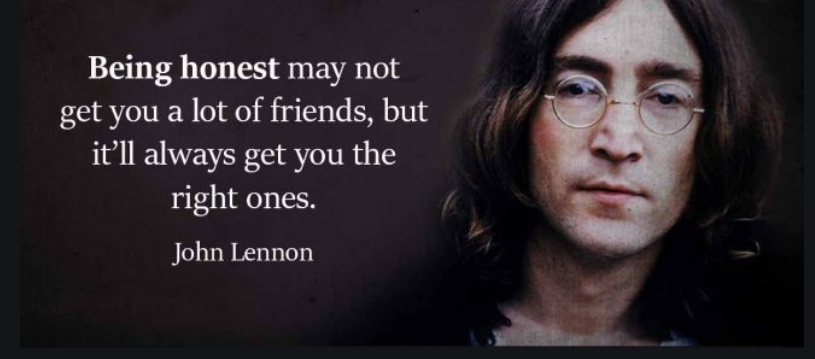 Being honest may not
get you a lot of friends, but
it’ll always get you the
right ones.
John Lennon